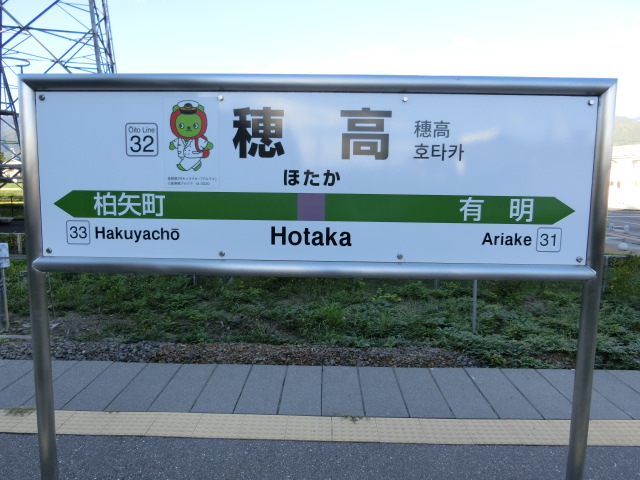 Oito Line
32
穂 高
穂高
호타카
ほたか
柏矢町
有 明
33 Hakuyachō
Hotaka
Ariake 31